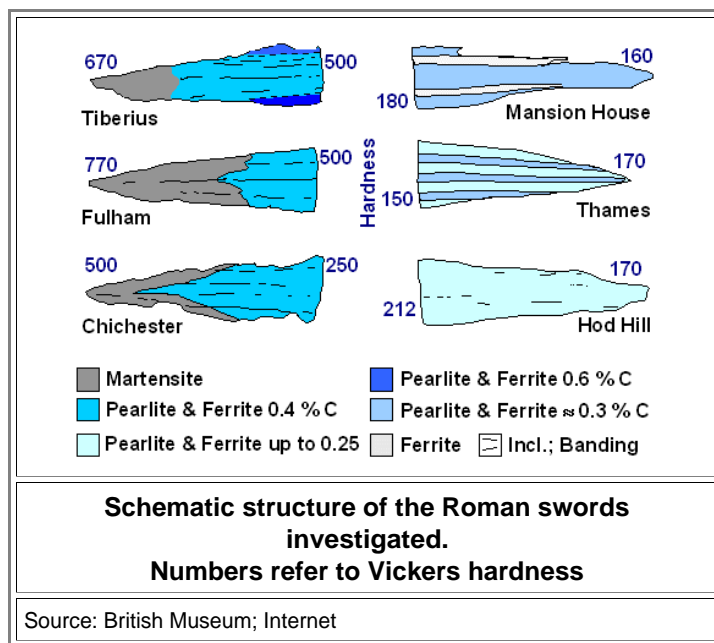 670
500
Tiberius
160
180
Mansion House
770
500
Fulham
Hardness
170
150
Thames
500
250
Chichester
170
212
Hod Hill
Martensite
Pearlite & Ferrite 0.6 % C
Pearlite & Ferrite 0.4 % C
Pearlite & Ferrite ≈ 0.3 % C
Pearlite & Ferrite up to 0.25
Ferrite
Incl.; Banding
Schematic structure of the Roman swords
investigated.
Numbers refer to Vickers hardness
Source: British Museum; Internet